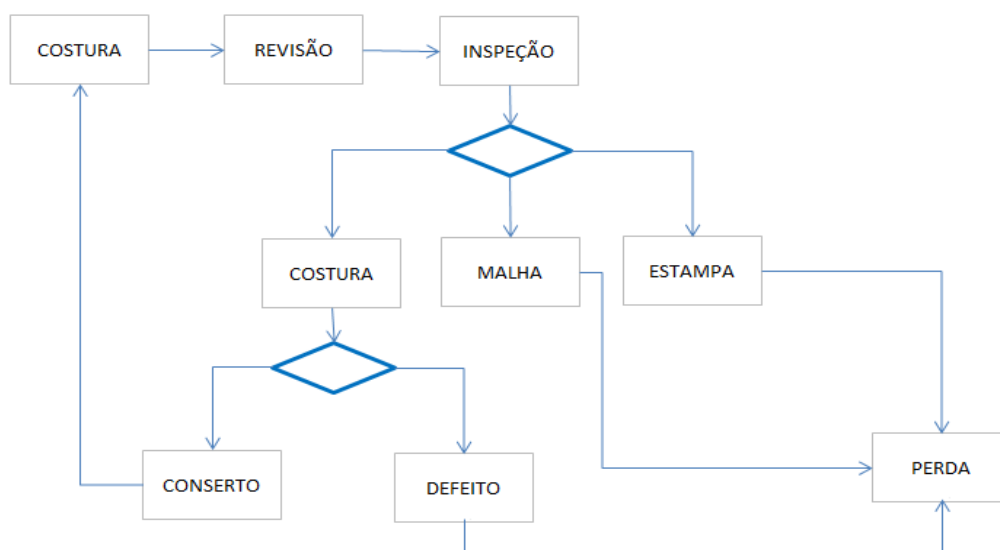 COSTURA
REVISÃO
INSPEÇÃO
COSTURA
MALHA
ESTAMPA
CONSERTO
DEFEITO
PERDA